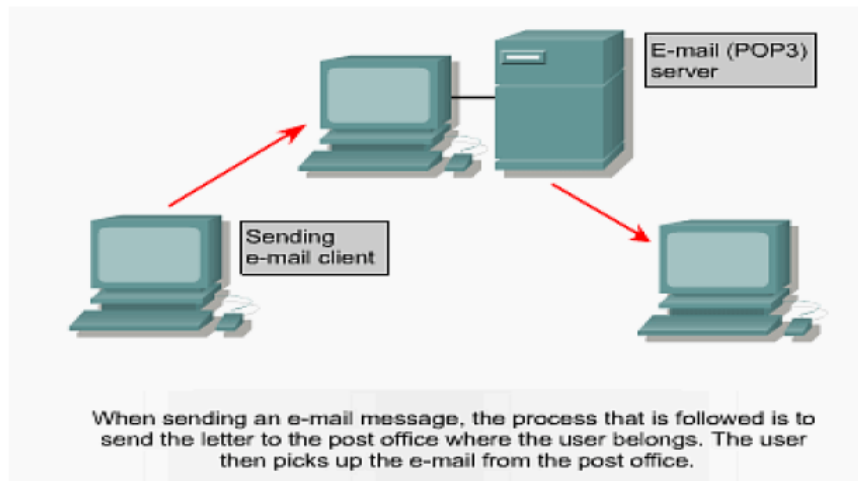 E-mail (POP3)
server
Sending
e-mail client
When sending an e-mail message, the process that is followed is to
send the letter to the post office where the user belongs. The user
then picks up the e-mail from the post office.